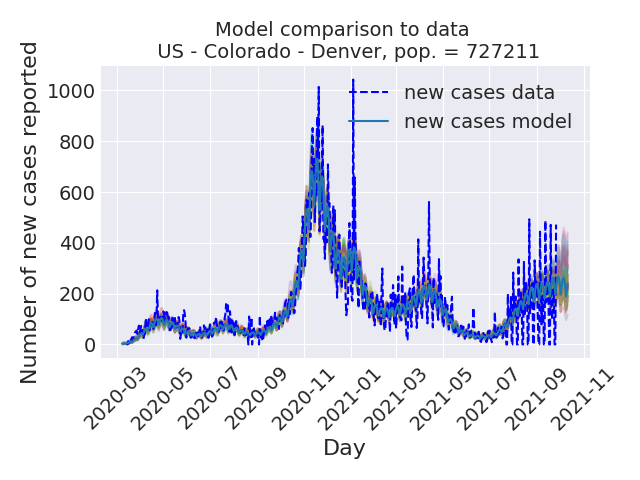 Model comparison to data
US - Colorado - Denver, pop. = 727211
Number of new cases reported
1000
800
600
400
200
0
new cases data
new cases model
2020-03
2020-05
2020-07
2020-09
2020-11
2021-01
2021-03
2021-05
2021-07
2021-09
2021-11
Day